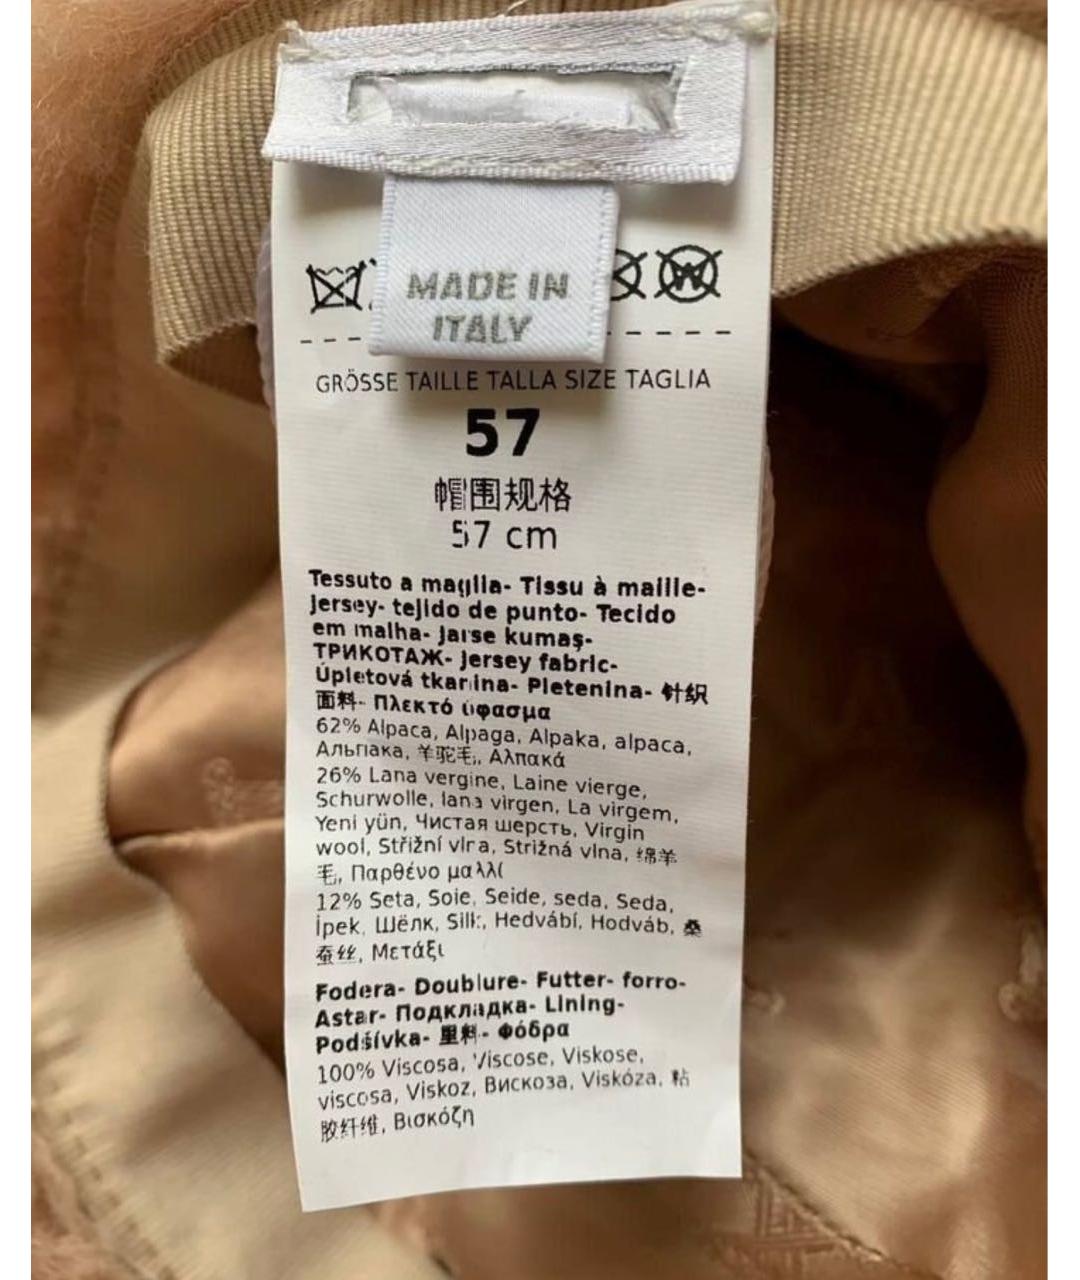 MADE IN
ITALY
GRÖSSE TAILLE TALLA SIZE TAGLIA
57
帽围规格
57 cm
Tessuto a maglia- Tissu à maille-
Jersey- tejido de punto- Tecido
em malha- Jarse kumaş-
ТРИКОТАЖ- Jersey fabric-
Úpletová tkanina- Pletenina- 针织
面料- Πλεκτό ύφασμα
62% Alpaca, Alpaga, Alpaka, alpaca,
Альпака, 羊驼毛, Αλπακά
26% Lana vergine, Laine vierge,
Schurwolle, lana virgen, La virgem,
Yeni yün, Чистая шерсть, Virgin
wool, Střižní vlna, Strižná vlna, 绵羊
毛, Παρθένο μαλλί
12% Seta, Soie, Seide, seda, Seda,
İpek, Шёлк, Silk, Hedvábí, Hodváb, 桑
蚕丝, Μετάξι
Fodera- Doublure- Futter- forro-
Astar- Подкладка- Lining-
Podšívka- 里料- Φόδρα
100% Viscosa, Viscose, Viskose,
viscosa, Viskoz, Вискоза, Viskóza, 粘
胶纤维, Βισκόζη